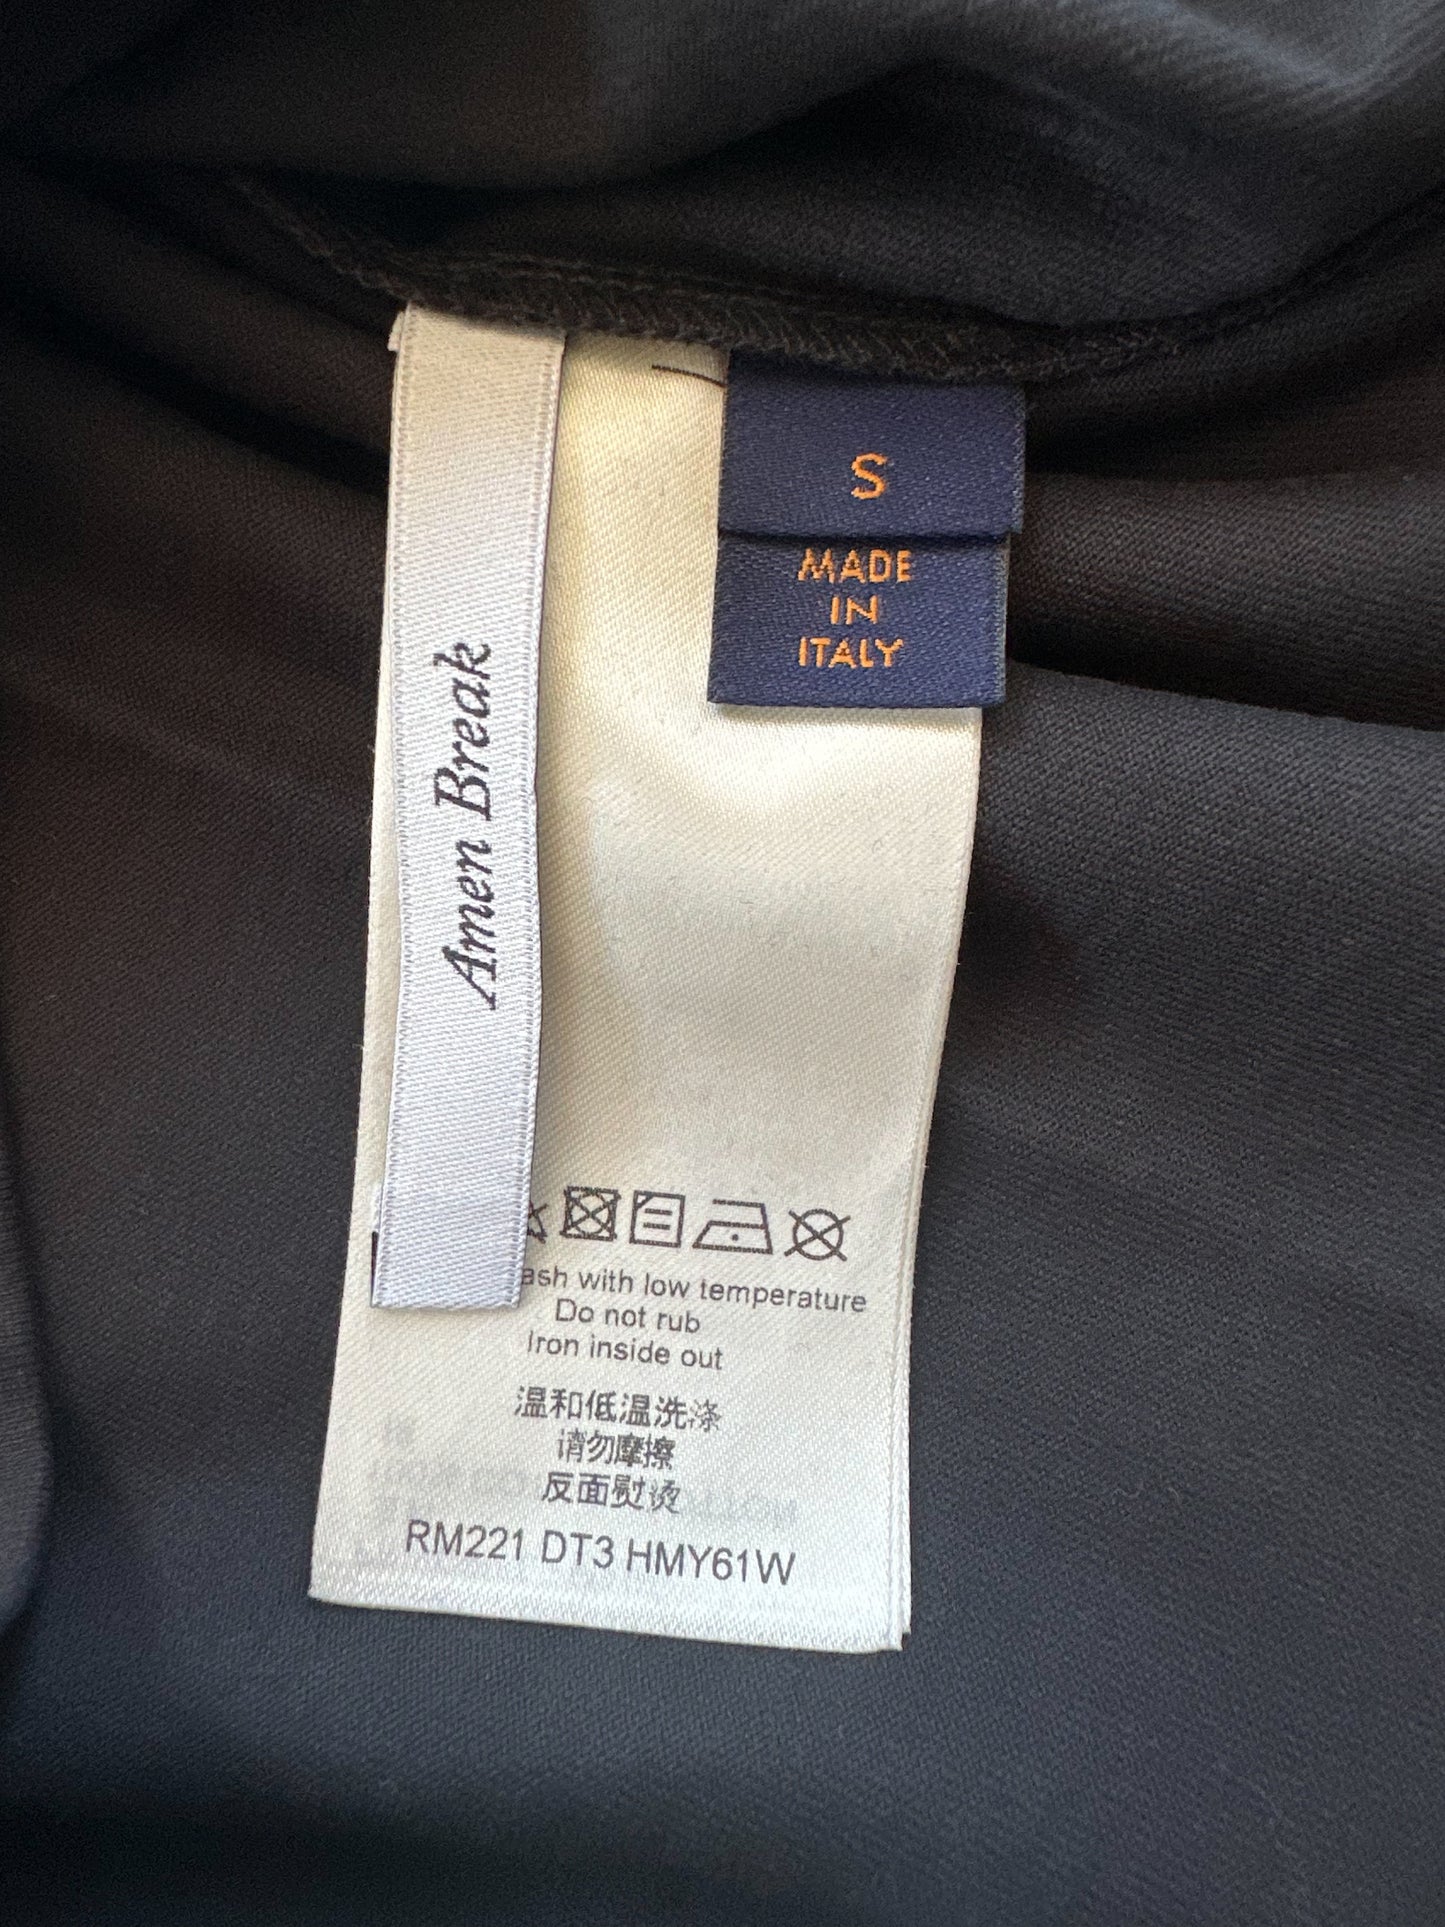 S
MADE
IN
ITALY
Amen Break
with low temperature
Do not rub
Iron inside out
温和低温洗涤
请勿摩擦
反面熨烫
RM221 DT3 HMY61W